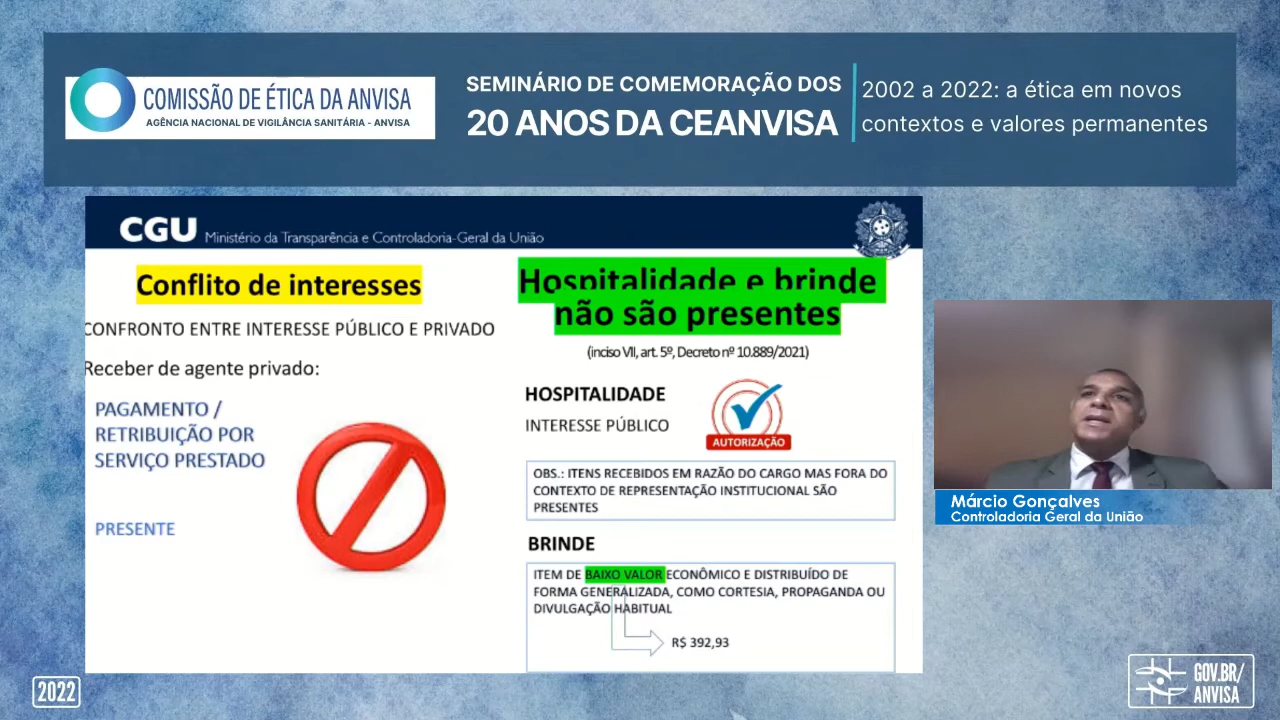 COMISSÃO DE ÉTICA DA ANVISA
AGÊNCIA NACIONAL DE VIGILÂNCIA SANITÁRIA - ANVISA
SEMINÁRIO DE COMEMORAÇÃO DOS
20 ANOS DA CEANVISA
2002 a 2022: a ética em novos
contextos e valores permanentes
CGU Ministério da Transparência e Controladoria-Geral da União
Conflito de interesses
CONFRONTO ENTRE INTERESSE PÚBLICO E PRIVADO
Receber de agente privado:
PAGAMENTO /
RETRIBUIÇÃO POR
SERVIÇO PRESTADO
PRESENTE
Hospitalidade e brinde
não são presentes
(inciso VII, art. 5º, Decreto nº 10.889/2021)
HOSPITALIDADE
INTERESSE PÚBLICO
AUTORIZAÇÃO
OBS.: ITENS RECEBIDOS EM RAZÃO DO CARGO MAS FORA DO
CONTEXTO DE REPRESENTAÇÃO INSTITUCIONAL SÃO
PRESENTES
BRINDE
ITEM DE BAIXO VALOR ECONÔMICO E DISTRIBUÍDO DE
FORMA GENERALIZADA, COMO CORTESIA, PROPAGANDA OU
DIVULGAÇÃO HABITUAL
R$ 392,93
Márcio Gonçalves
Controladoria Geral da União
2022
GOV.BR/
ANVISA